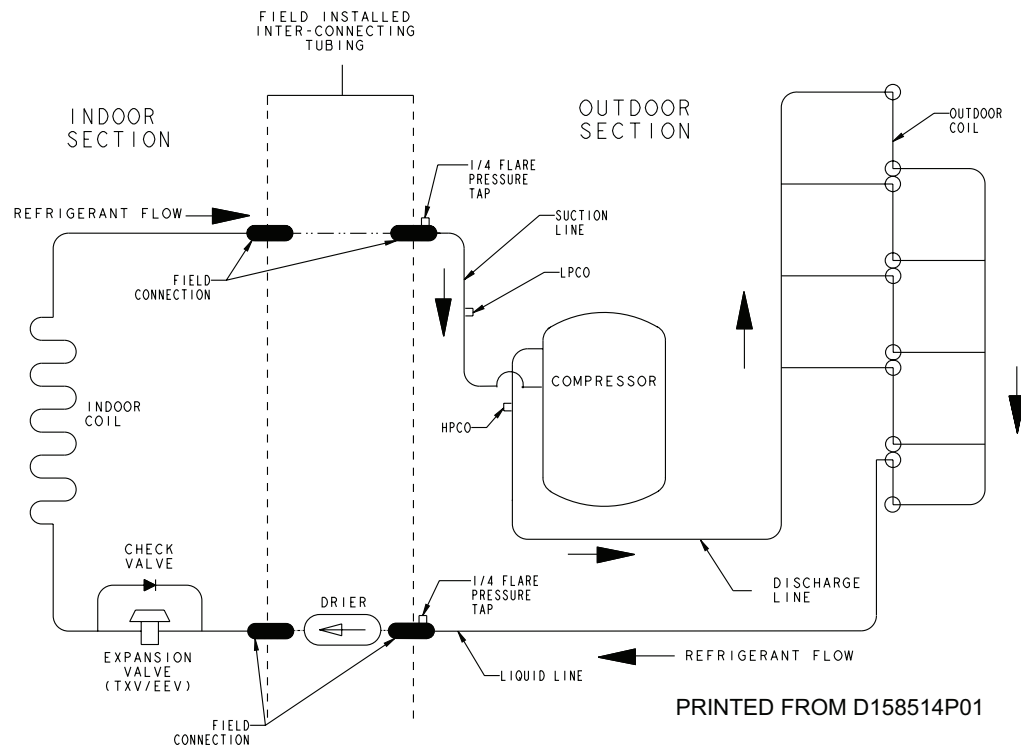 FIELD INSTALLED
INTER-CONNECTING
TUBING
INDOOR
SECTION
OUTDOOR
SECTION
OUTDOOR
COIL
1/4 FLARE
PRESSURE
TAP
REFRIGERANT FLOW
SUCTION
LINE
FIELD
CONNECTION
LPCO
COMPRESSOR
INDOOR
COIL
HPCO
CHECK
VALVE
DRIER
1/4 FLARE
PRESSURE
TAP
DISCHARGE
LINE
EXPANSION
VALVE
(TXV/EEV)
LIQUID LINE
REFRIGERANT FLOW
FIELD
CONNECTION
PRINTED FROM D158514P01